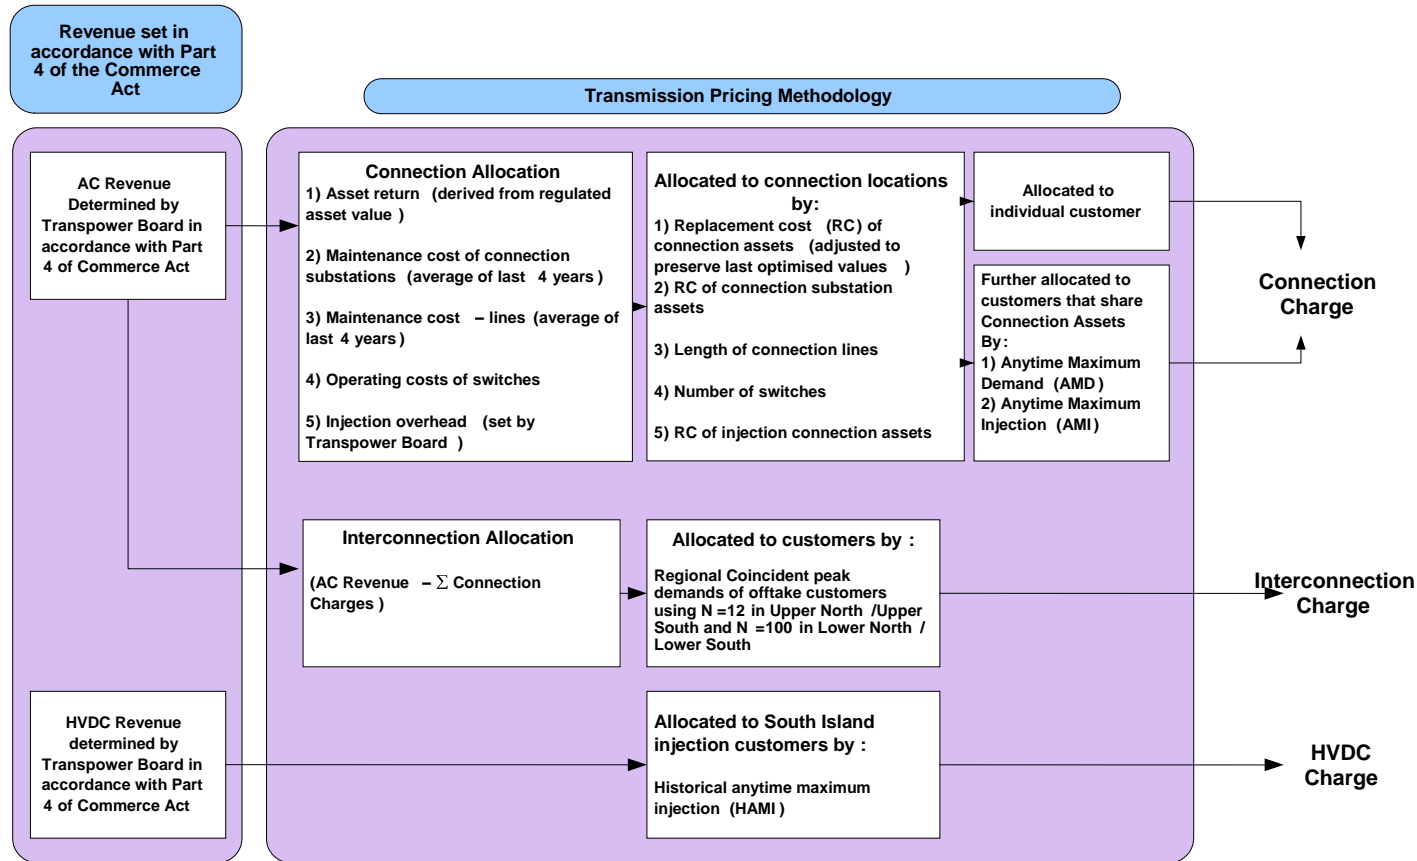 Revenue set in
accordance with Part
4 of the Commerce
Act
Transmission Pricing Methodology
AC Revenue
Determined by
Transpower Board in
accordance with Part
4 of Commerce Act
Connection Allocation
1) Asset return (derived from regulated
asset value )
2) Maintenance cost of connection
substations (average of last 4 years)
3) Maintenance cost – lines (average of
last 4 years)
4) Operating costs of switches
5) Injection overhead (set by
Transpower Board )
Allocated to connection locations
by:
1) Replacement cost (RC) of
connection assets (adjusted to
preserve last optimised values )
2) RC of connection substation
assets
3) Length of connection lines
4) Number of switches
5) RC of injection connection assets
Allocated to
individual customer
Further allocated to
customers that share
Connection Assets
By:
1) Anytime Maximum
Demand (AMD)
2) Anytime Maximum
Injection (AMI)
Connection
Charge
Interconnection Allocation
(AC Revenue – Σ Connection
Charges )
Allocated to customers by :
Regional Coincident peak
demands of offtake customers
using N =12 in Upper North /Upper
South and N =100 in Lower North /
Lower South
Interconnection
Charge
HVDC Revenue
determined by
Transpower Board in
accordance with Part
4 of Commerce Act
Allocated to South Island
injection customers by :
Historical anytime maximum
injection (HAMI )
HVDC
Charge